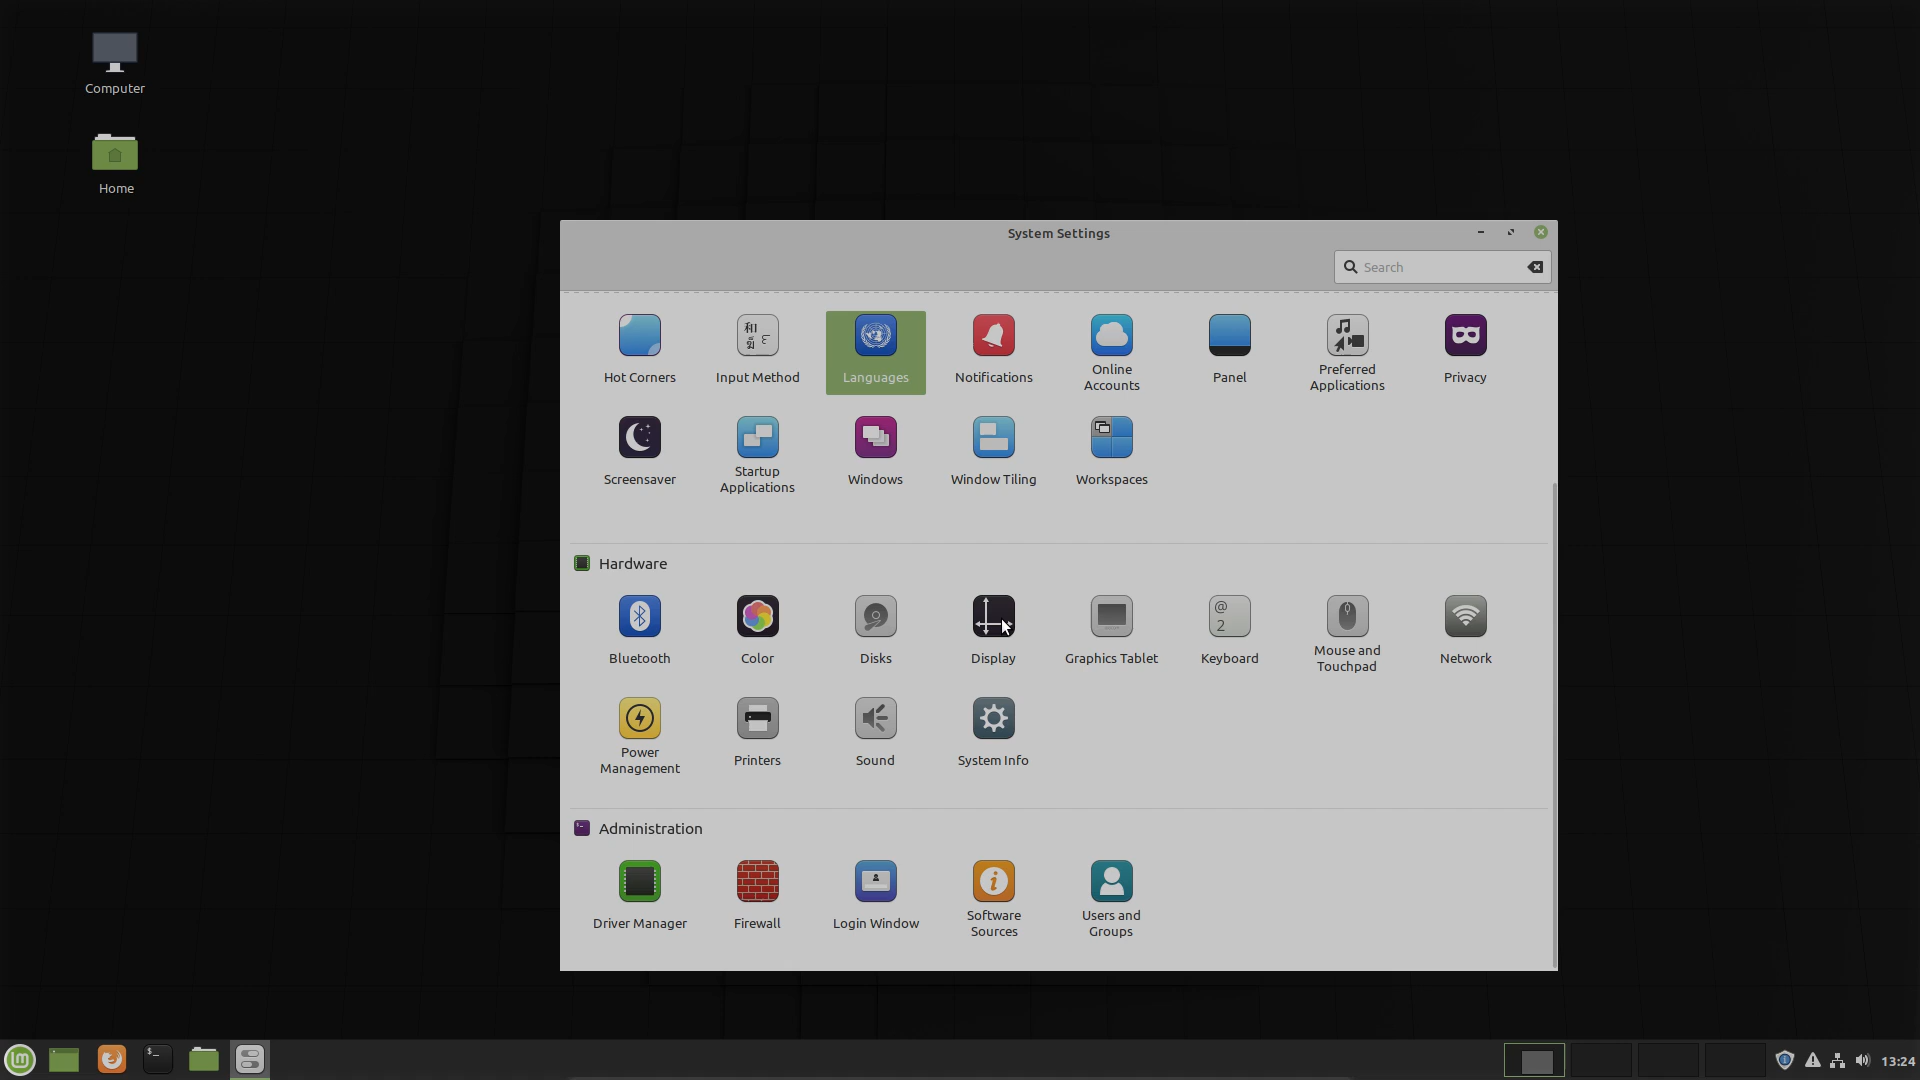 Computer
Home
System Settings
Search
Hot Corners
Input Method
Languages
Notifications
Online
Accounts
Panel
Preferred
Applications
Privacy
Screensaver
Startup
Applications
Windows
Window Tiling
Workspaces
Hardware
Bluetooth
Color
Disks
Display
Graphics Tablet
@
2
Keyboard
Mouse and
Touchpad
Network
Power
Management
Printers
Sound
System Info
Administration
Driver Manager
Firewall
Login Window
Software
Sources
Users and
Groups
$_
13:24